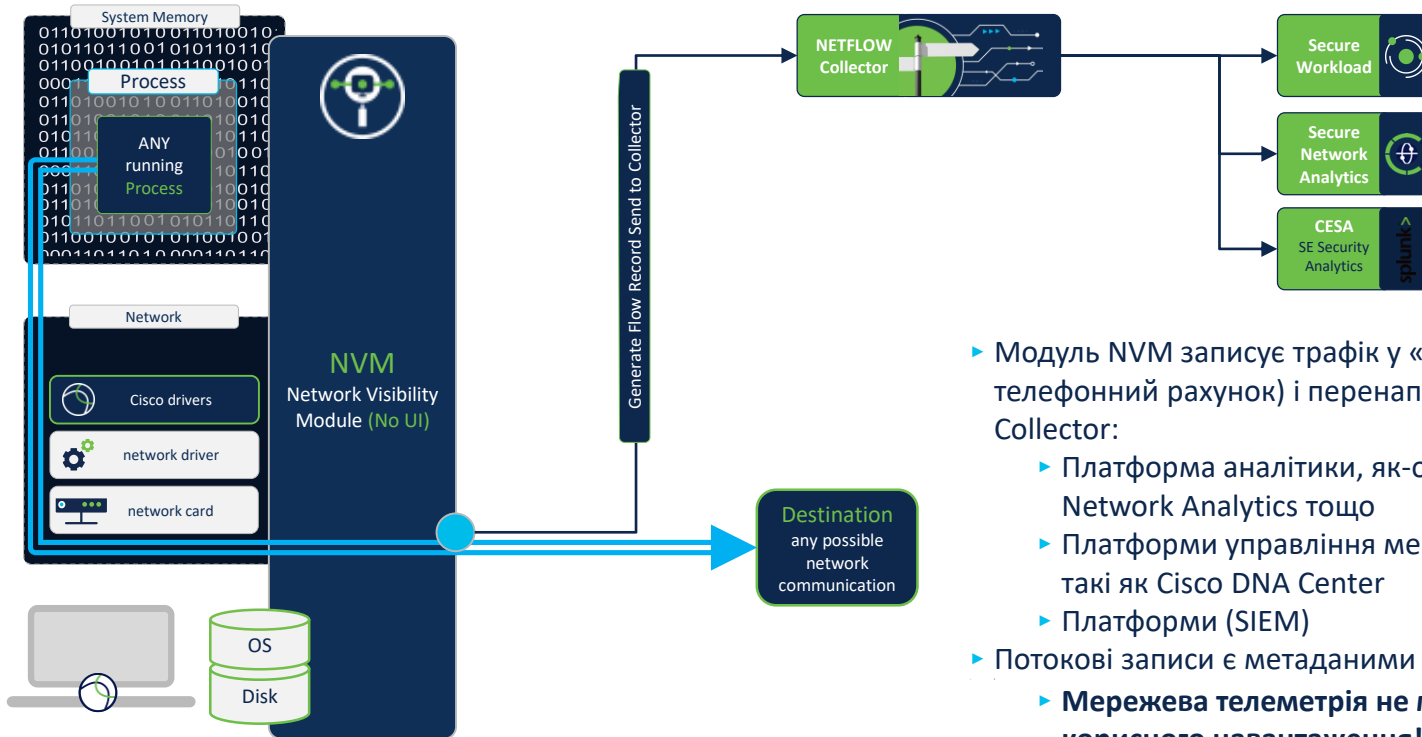 System Memory
Process
ANY
running
Process
Network
Cisco drivers
network driver
network card
OS
Disk
NVM
Network Visibility
Module (No UI)
Generate Flow Record Send to Collector
NETFLOW
Collector
Destination
any possible
network
communication
Secure
Workload
Secure
Network
Analytics
CESA
SE Security
Analytics
splunk>
▸ Модуль NVM записує трафік у «
телефонний рахунок) і перенап
Collector:
▸ Платформа аналітики, як-о
Network Analytics тощо
▸ Платформи управління ме
такі як Cisco DNA Center
▸ Платформи (SIEM)
▸ Потокові записи є метаданими
▸ Мережева телеметрія не м
корисного навантаження!